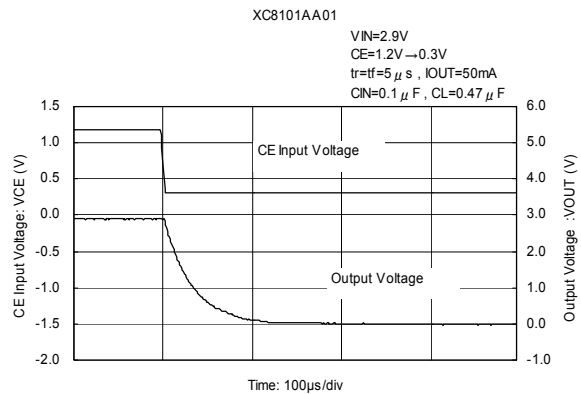 XC8101AA01
VIN=2.9V
CE=1.2V→0.3V
tr=tf=5μs , IOUT=50mA
CIN=0.1μF , CL=0.47μF
CE Input Voltage: VCE (V)
1.5
1.0
0.5
0.0
-0.5
-1.0
-1.5
-2.0
CE Input Voltage
Output Voltage
6.0
5.0
4.0
3.0
2.0
1.0
0.0
-1.0
Output Voltage :VOUT (V)
Time: 100μs/div